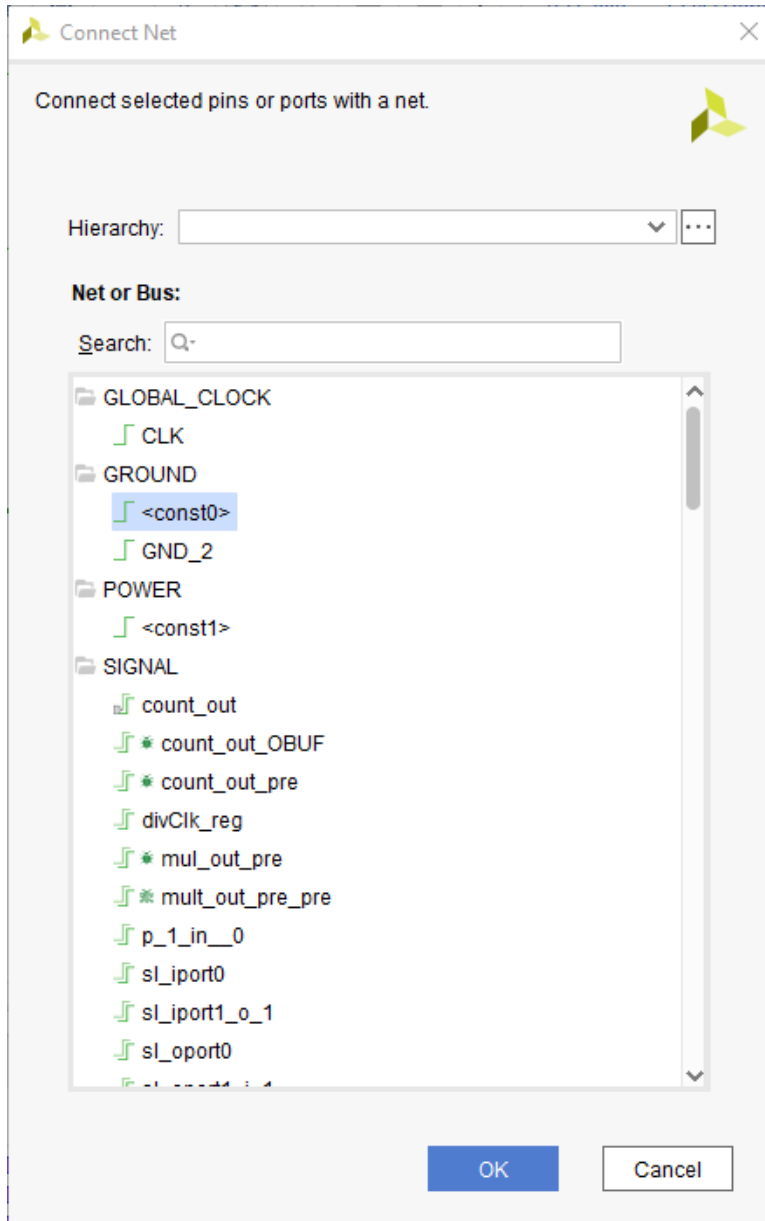 Connect Net
Connect selected pins or ports with a net.
Hierarchy:
Net or Bus:
Search:
GLOBAL_CLOCK
CLK
GROUND
<const0>
GND_2
POWER
<const1>
SIGNAL
count_out
count_out_OBUF
count_out_pre
divClk_reg
mul_out_pre
mult_out_pre_pre
p_1_in__0
sl_iport0
sl_iport1_o_1
sl_oport0
OK Cancel